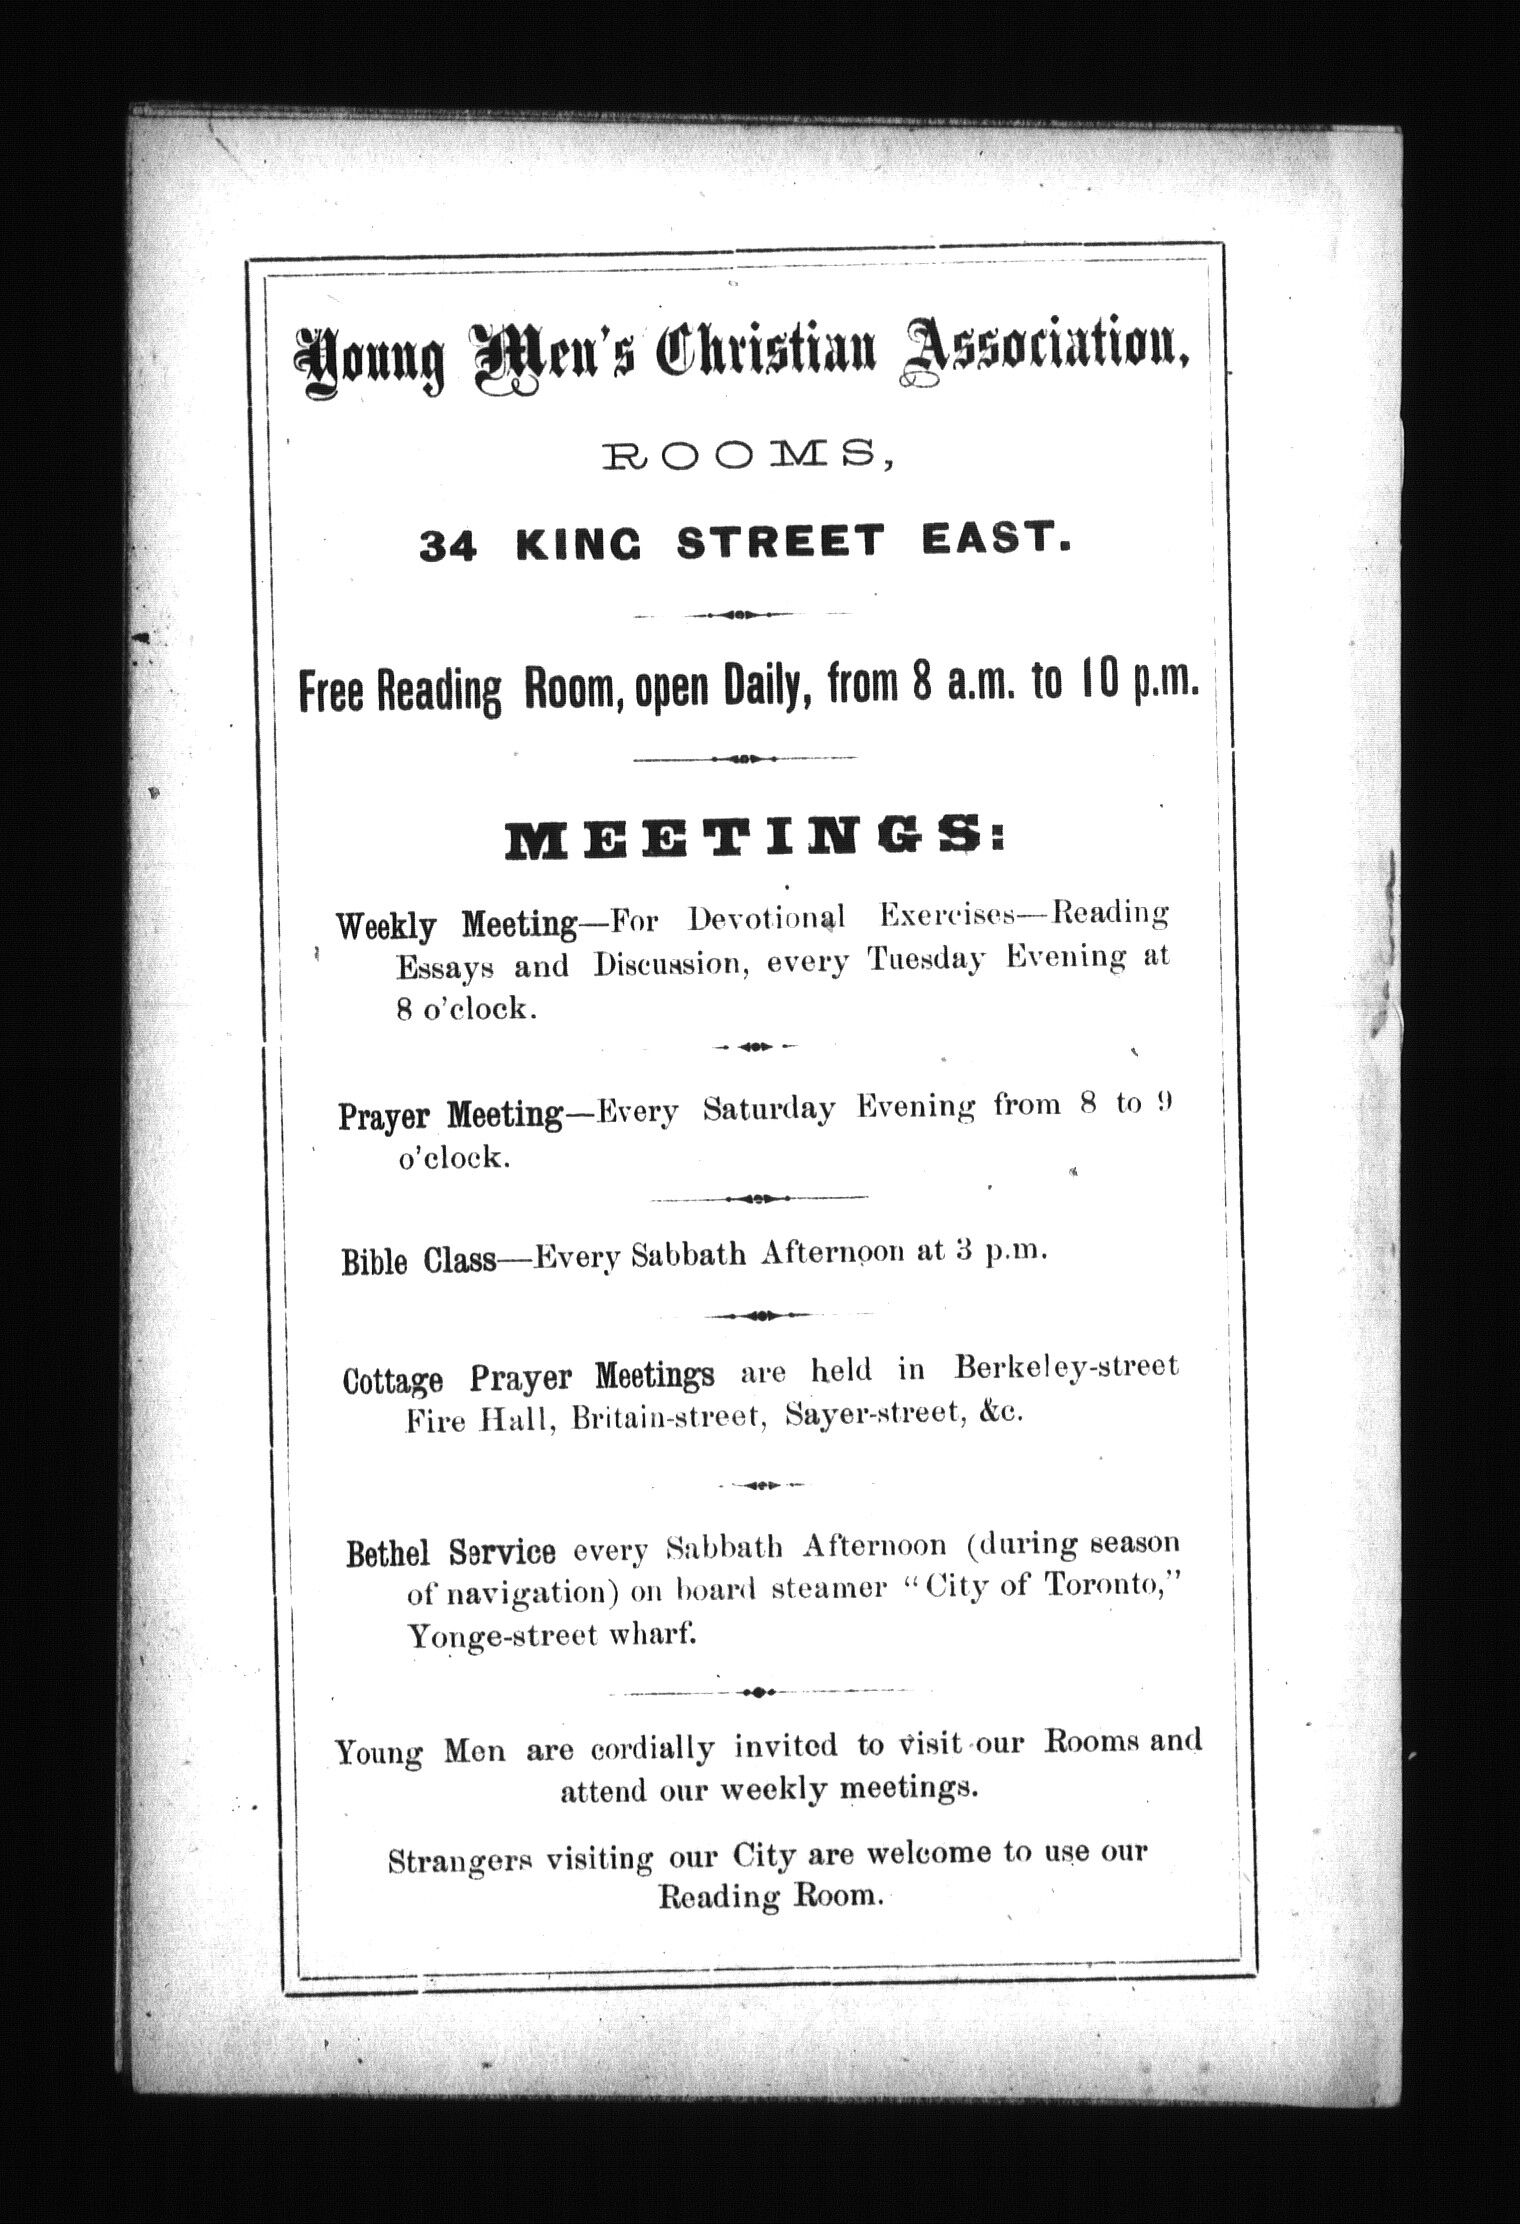 Young Men's Christian Association,
ROOMS,
34 KING STREET EAST.
Free Reading Room, open Daily, from 8 a.m. to 10 p.m.
MEETINGS:
Weekly Meeting—For Devotional Exercises—Reading
Essays and Discussion, every Tuesday Evening at
8 o'clock.
Prayer Meeting—Every Saturday Evening from 8 to 9
o'clock.
Bible Class—Every Sabbath Afternoon at 3 p.m.
Cottage Prayer Meetings are held in Berkeley-street
Fire Hall, Britain-street, Sayer-street, &c.
Bethel Service every Sabbath Afternoon (during season
of navigation) on board steamer "City of Toronto,"
Yonge-street wharf.
Young Men are cordially invited to visit our Rooms and
attend our weekly meetings.
Strangers visiting our City are welcome to use our
Reading Room.